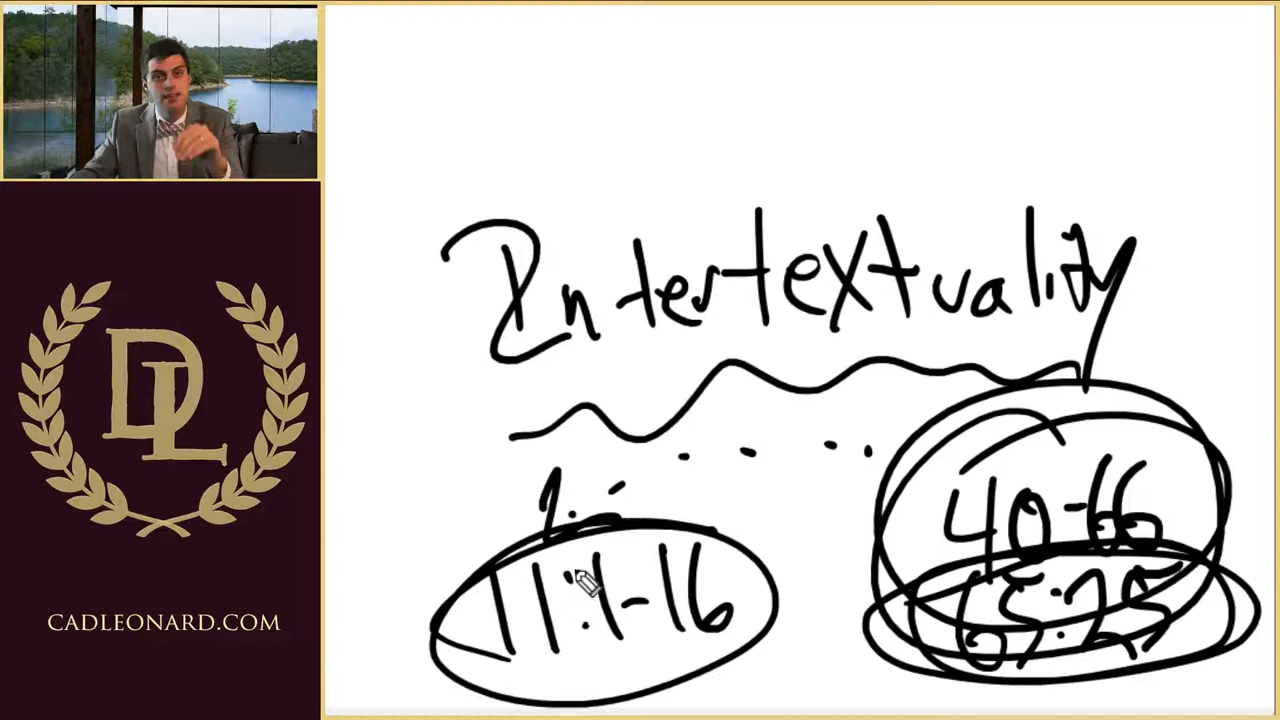 Intertextuality
40-66
11:1-16
65:25
DL
CADLEONARD.COM